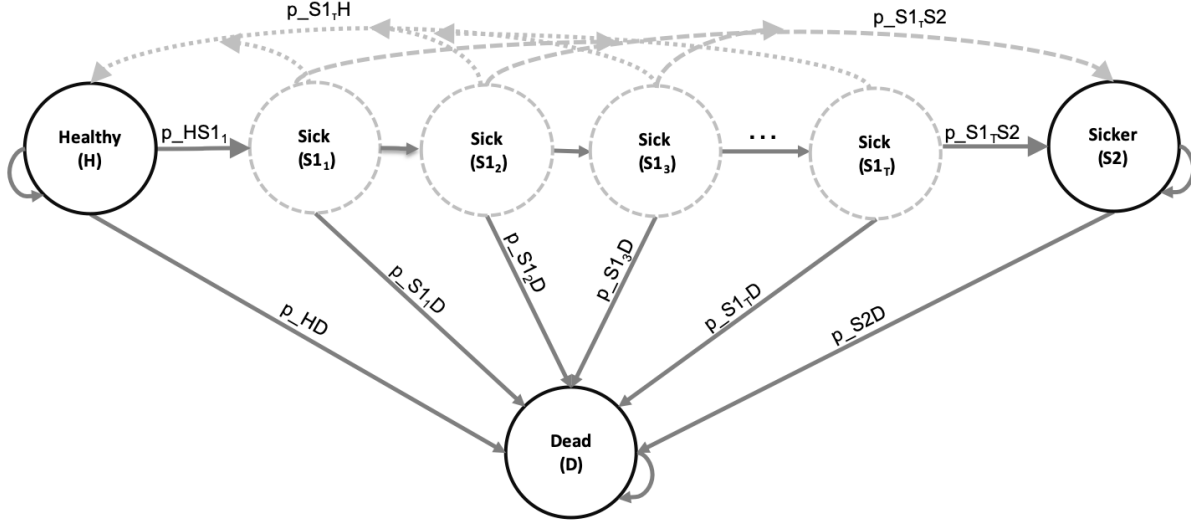 p_S1ₜH
p_S1ₜS2
Healthy
(H)
p_HS1₁
Sick
(S1₁)
Sick
(S1₂)
Sick
(S1₃)
...
Sick
(S1ₜ)
p_S1ₜS2
Sicker
(S2)
p_HD
p_S1₁D
p_S1₂D
p_S1₃D
p_S1ₜD
p_S2D
Dead
(D)